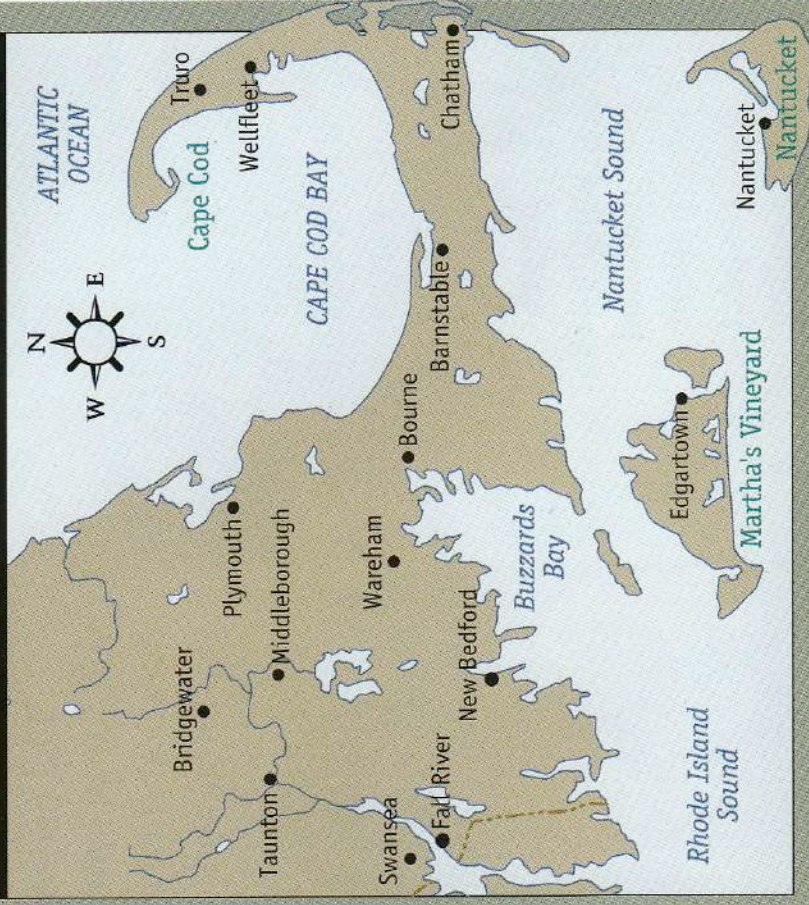 ATLANTIC
OCEAN
Truro
Wellfleet
Cape Cod
N
W
E
S
CAPE COD BAY
Bridgewater
Plymouth
Taunton
Middleborough
Wareham
Bourne
Barnstable
Chatham
Swansea
Fall River
New Bedford
Buzzards
Bay
Nantucket Sound
Edgartown
Martha's Vineyard
Rhode Island
Sound
Nantucket
Nantucket